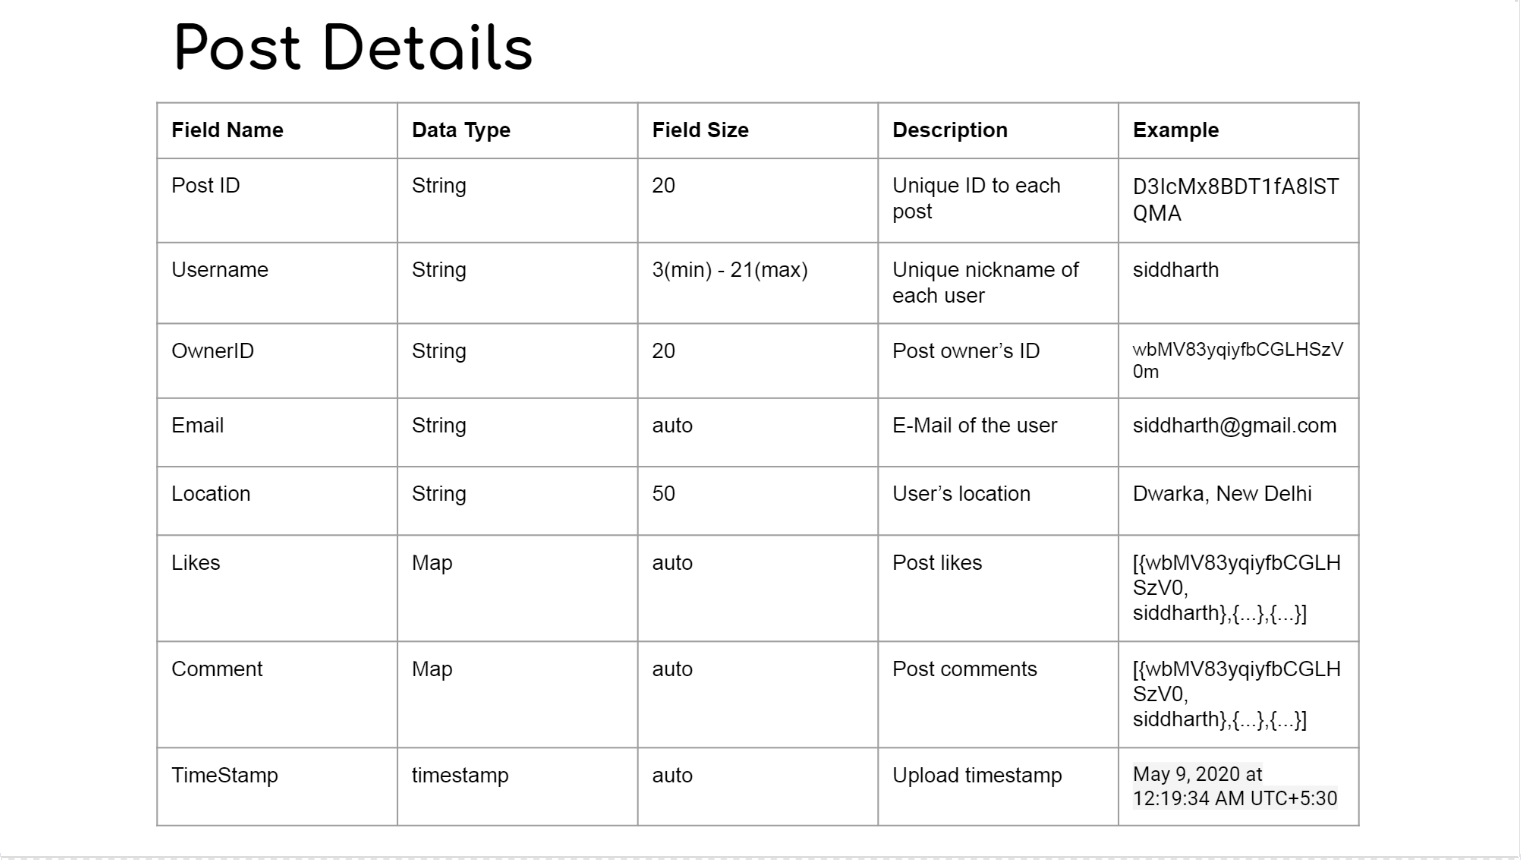 Post Details
Field Name Data Type Field Size Description Example
Post ID String 20 Unique ID to each post D3IcMx8BDT1fA8lSTQMA
Username String 3(min) - 21(max) Unique nickname of each user siddharth
OwnerID String 20 Post owner’s ID wbMV83yqiyfbCGLHSzV0m
Email String auto E-Mail of the user siddharth@gmail.com
Location String 50 User’s location Dwarka, New Delhi
Likes Map auto Post likes [{wbMV83yqiyfbCGLHSzV0, siddharth},{...},{...}]
Comment Map auto Post comments [{wbMV83yqiyfbCGLHSzV0, siddharth},{...},{...}]
TimeStamp timestamp auto Upload timestamp May 9, 2020 at 12:19:34 AM UTC+5:30